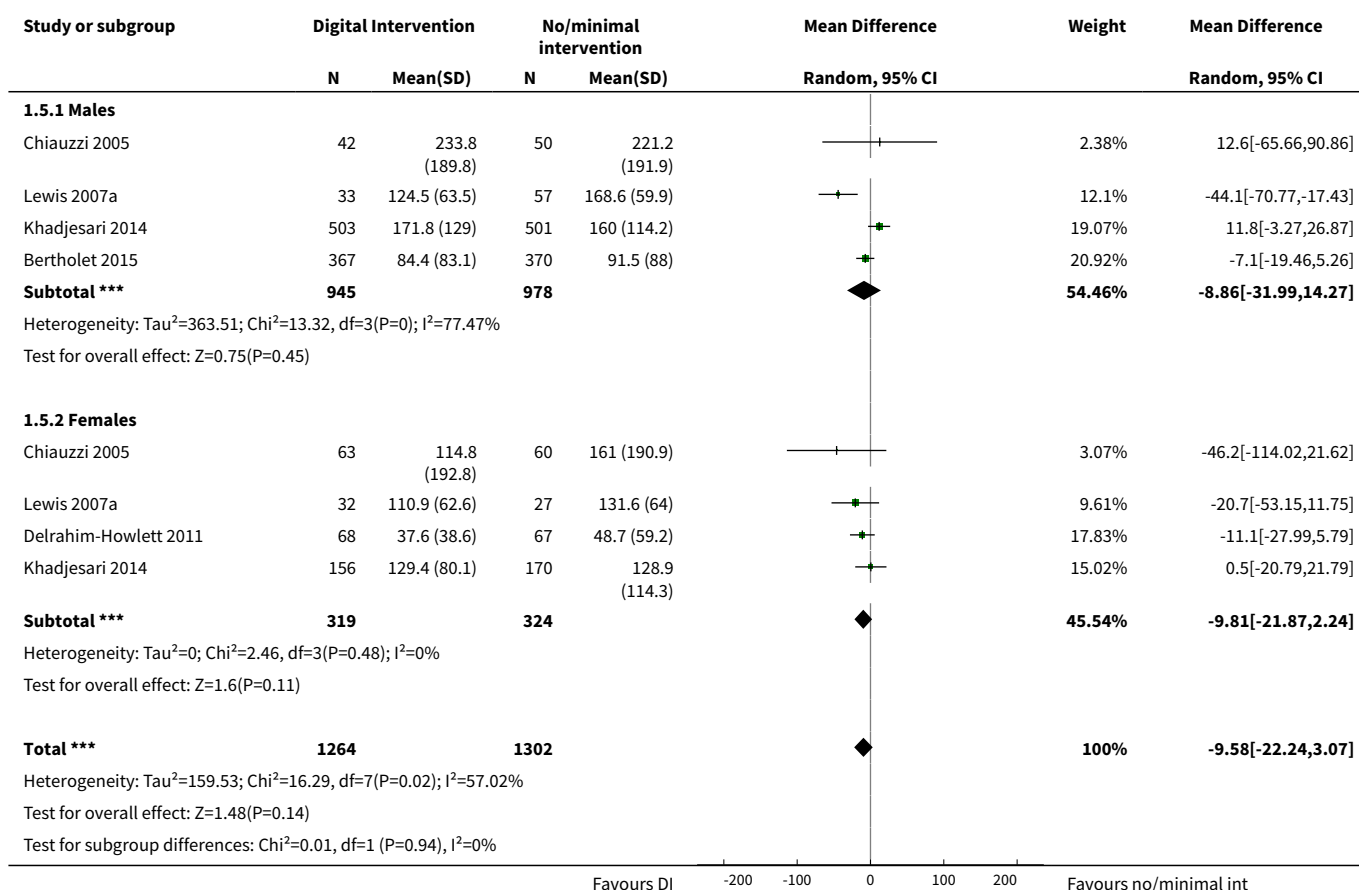 Study or subgroup Digital Intervention No/minimal intervention Mean Difference Weight Mean Difference
N Mean(SD) N Mean(SD) Random, 95% CI Random, 95% CI
1.5.1 Males
Chiauzzi 2005 42 233.8 (189.8) 50 221.2 (191.9) 2.38% 12.6[-65.66,90.86]
Lewis 2007a 33 124.5 (63.5) 57 168.6 (59.9) 12.1% -44.1[-70.77,-17.43]
Khadjesari 2014 503 171.8 (129) 501 160 (114.2) 19.07% 11.8[-3.27,26.87]
Bertholet 2015 367 84.4 (83.1) 370 91.5 (88) 20.92% -7.1[-19.46,5.26]
Subtotal *** 945 978 54.46% -8.86[-31.99,14.27]
Heterogeneity: Tau²=363.51; Chi²=13.32, df=3(P=0); I²=77.47%
Test for overall effect: Z=0.75(P=0.45)
1.5.2 Females
Chiauzzi 2005 63 114.8 (192.8) 60 161 (190.9) 3.07% -46.2[-114.02,21.62]
Lewis 2007a 32 110.9 (62.6) 27 131.6 (64) 9.61% -20.7[-53.15,11.75]
Delrahim-Howlett 2011 68 37.6 (38.6) 67 48.7 (59.2) 17.83% -11.1[-27.99,5.79]
Khadjesari 2014 156 129.4 (80.1) 170 128.9 (114.3) 15.02% 0.5[-20.79,21.79]
Subtotal *** 319 324 45.54% -9.81[-21.87,2.24]
Heterogeneity: Tau²=0; Chi²=2.46, df=3(P=0.48); I²=0%
Test for overall effect: Z=1.6(P=0.11)
Total *** 1264 1302 100% -9.58[-22.24,3.07]
Heterogeneity: Tau²=159.53; Chi²=16.29, df=7(P=0.02); I²=57.02%
Test for overall effect: Z=1.48(P=0.14)
Test for subgroup differences: Chi²=0.01, df=1 (P=0.94), I²=0%
Favours DI -200 -100 0 100 200 Favours no/minimal int